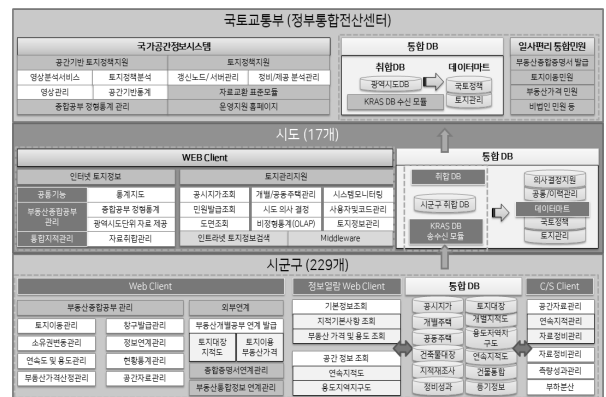 국토교통부 (정부통합전산센터)
국가공간정보시스템
공간기반 토지정책지원
토지정책지원
영상분석서비스
토지정책분석
갱신노드/ 서버관리
정비/제공 분석관리
영상관리
공간기반통계
자료교환 표준모듈
종합공부 정형통계 관리
운영지원 홈페이지
통합 DB
취합DB
데이터마트
광역시도DB
KRAS DB 수신 모듈
국토정책
토지관리
일사편리 통합민원
부동산종합증명서 발급
토지이동민원
부동산가격 민원
비법인 민원 등
시도 (17개)
WEB Client
인터넷 토지정보
토지관리지원
공통기능
통계지도
공시지가조회
개별/공동주택관리
시스템모니터링
부동산종합공부 관리
종합공부 정형통계
민원발급조회
시도 의사 결정
사용자및코드관리
광역시도단위 자료 제공
도면조회
비정형통계(OLAP)
토지정보관리
통합지적관리
자료취합관리
인트라넷 토지정보검색
Middleware
통합 DB
취합 DB
시군구 취합 DB
KRAS DB
송수신 모듈
의사결정지원
공통/이력관리
데이터마트
국토정책
토지관리
시군구 (229개)
Web Client
부동산종합공부 관리
외부연계
토지이동관리
창구발급관리
부동산개별공부 연계 발급
소유권변동관리
정보연계관리
토지대장
지적도
토지이용
부동산가격
연속도 및 용도관리
현황통계관리
종합증명서연계관리
부동산가격산정관리
공간자료관리
부동산통합정보 연계관리
정보열람 Web Client
기본정보조회
지적기본사항 조회
부동산 가격 및 용도 조회
공간 정보 조회
연속지적도
용도지역지구도
통합 DB
공시지가
토지대장
개별주택
개별지적도
공동주택
용도지역지구도
건축물대장
연속지적도
지적재조사
건물통합
정비성과
등기정보
C/S Client
공간자료관리
연속지적관리
자료정비관리
자료정비관리
측량성과관리
부하분산